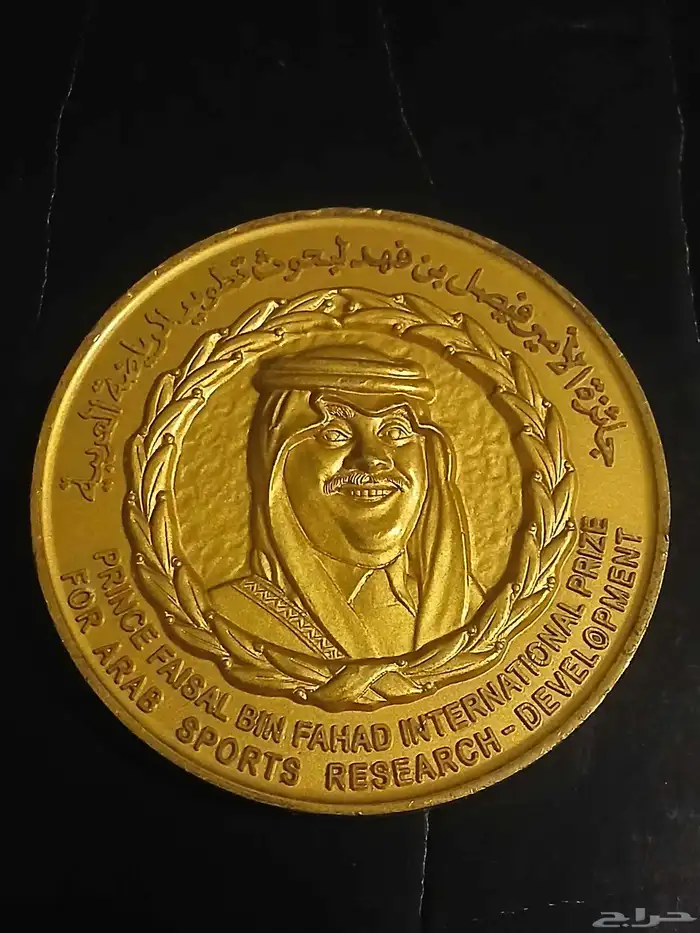 جائزة الأمير فيصل بن فهد لبحوث تطوير الرياضة العربية
PRINCE FAISAL BIN FAHAD INTERNATIONAL PRIZE
FOR ARAB SPORTS RESEARCH - DEVELOPMENT
حراج